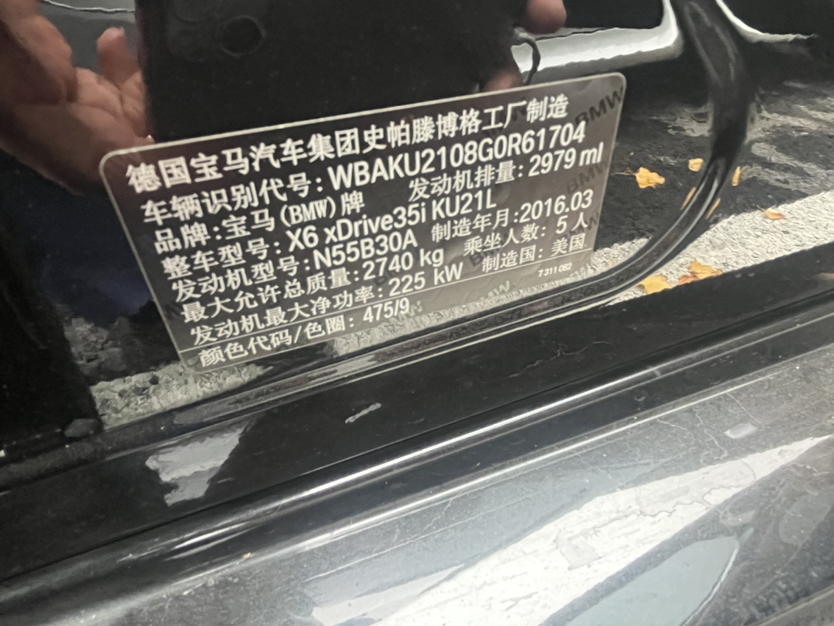 德国宝马汽车集团史帕滕博格工厂制造
车辆识别代号:WBAKU2108G0R61704
品牌:宝马(BMW)牌 发动机排量:2979 ml
整车型号:X6 xDrive35i KU21L
发动机型号:N55B30A 制造年月:2016.03
最大允许总质量:2740 kg 乘坐人数:5 人
发动机最大净功率:225 kW 制造国:美国
颜色代码/色圈:475/9 7311082